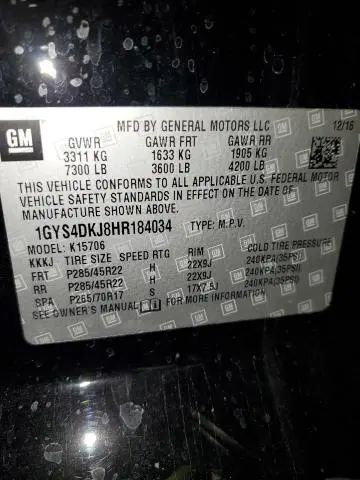 GM
MFD BY GENERAL MOTORS LLC 12/16
GVWR GAWR FRT GAWR RR
3311 KG 1633 KG 1905 KG
7300 LB 3600 LB 4200 LB
THIS VEHICLE CONFORMS TO ALL APPLICABLE U.S. FEDERAL MOTOR
VEHICLE SAFETY STANDARDS IN EFFECT ON THE DATE OF
MANUFACTURE SHOWN ABOVE.
1GYS4DKJ8HR184034 TYPE: M.P.V.
MODEL: K15706
KKKJ TIRE SIZE SPEED RTG RIM COLD TIRE PRESSURE
FRT P285/45R22 H 22X9J 240KPA(35PSI)
RR P285/45R22 H 22X9J 240KPA(35PSI)
SPA P265/70R17 S 17X7.5J 240KPA(35PSI)
SEE OWNER'S MANUAL FOR MORE INFORMATION